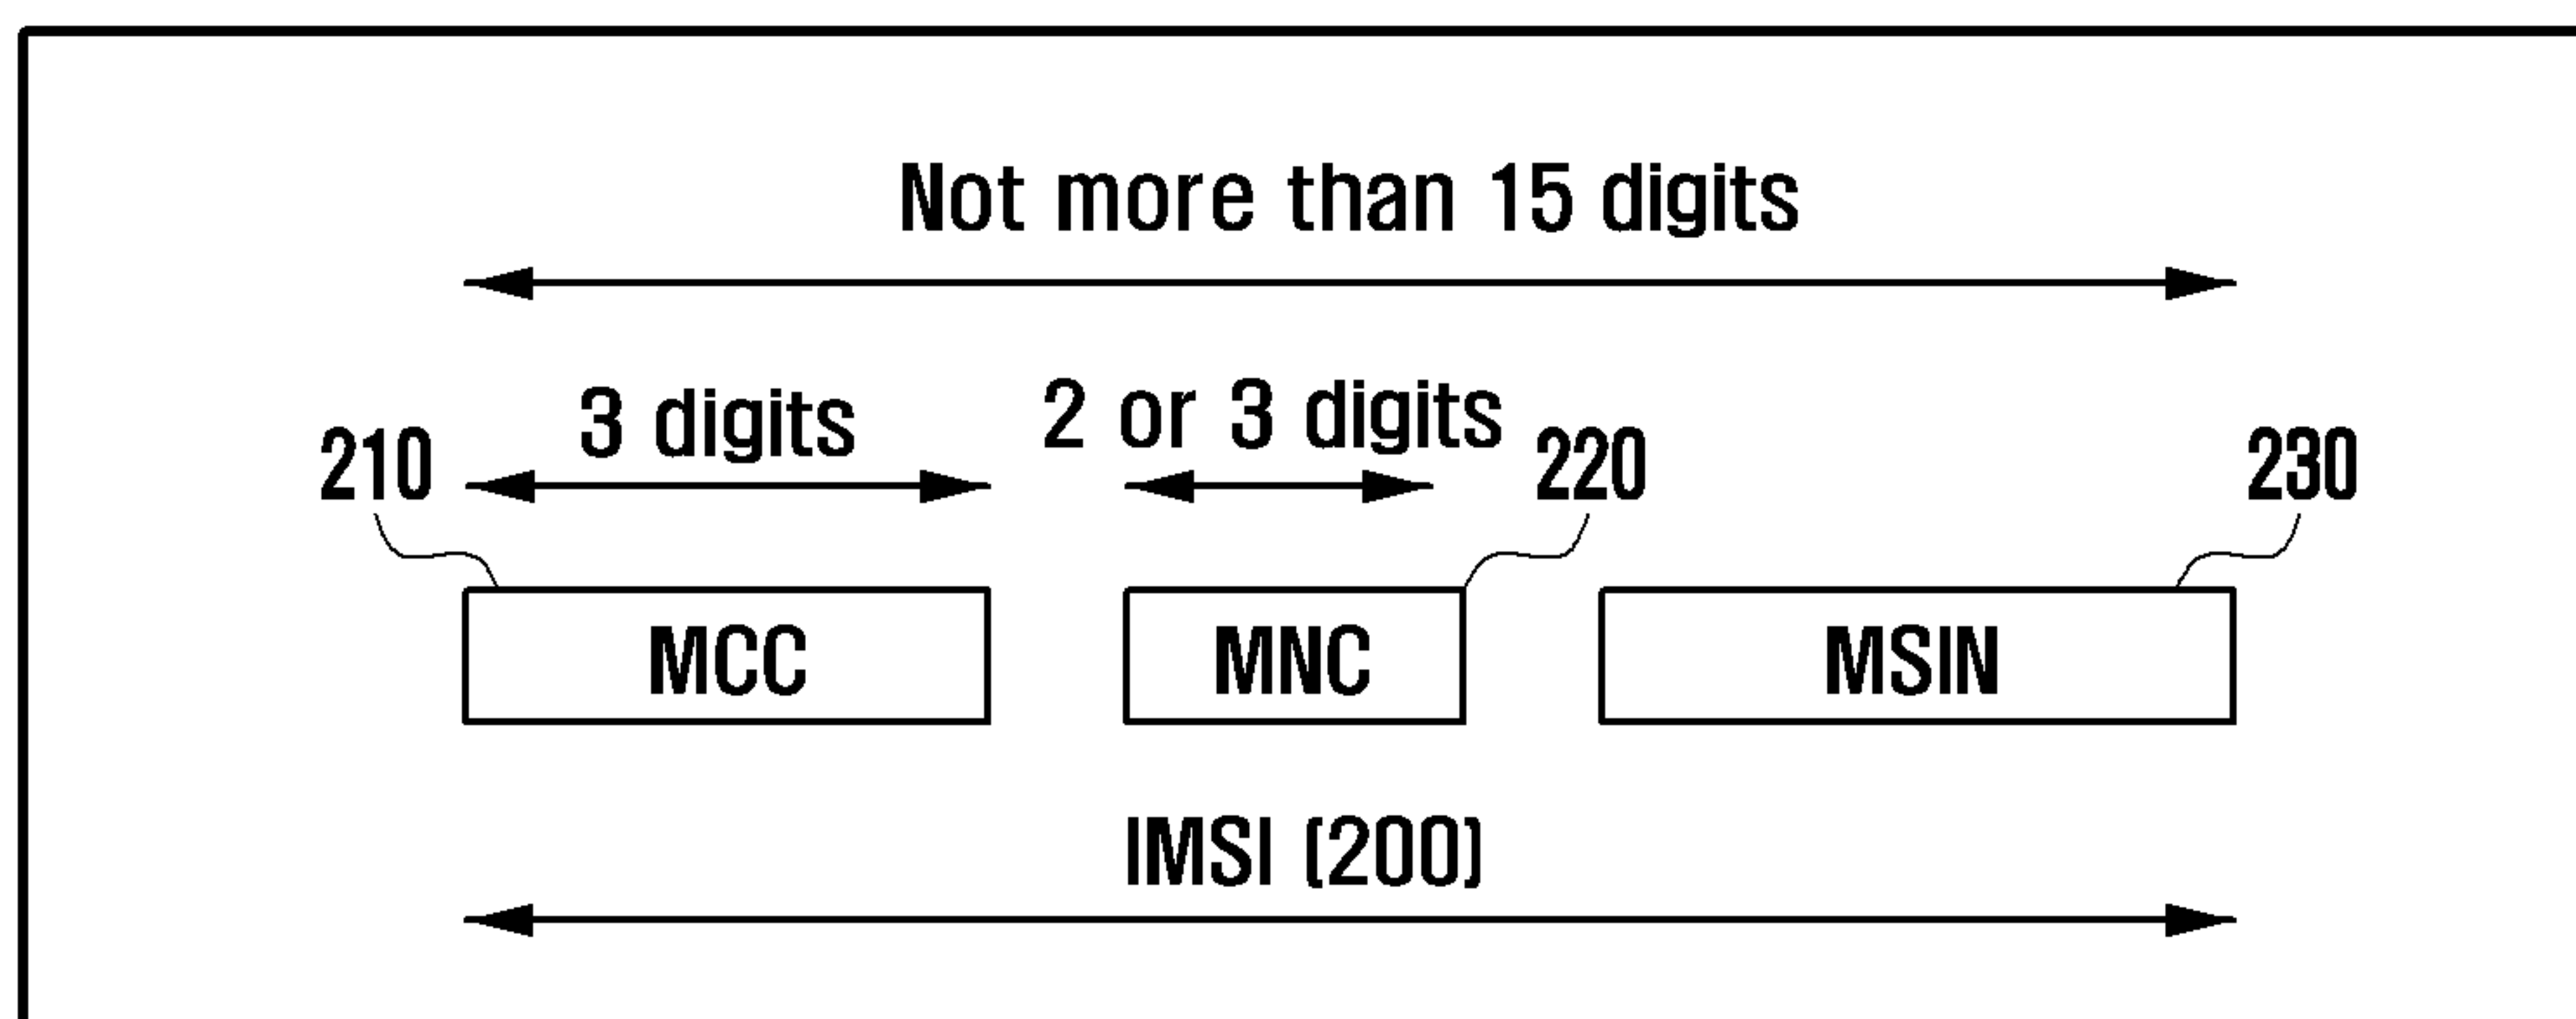 Not more than 15 digits
3 digits
2 or 3 digits
210
220
230
MCC
MNC
MSIN
IMSI (200)